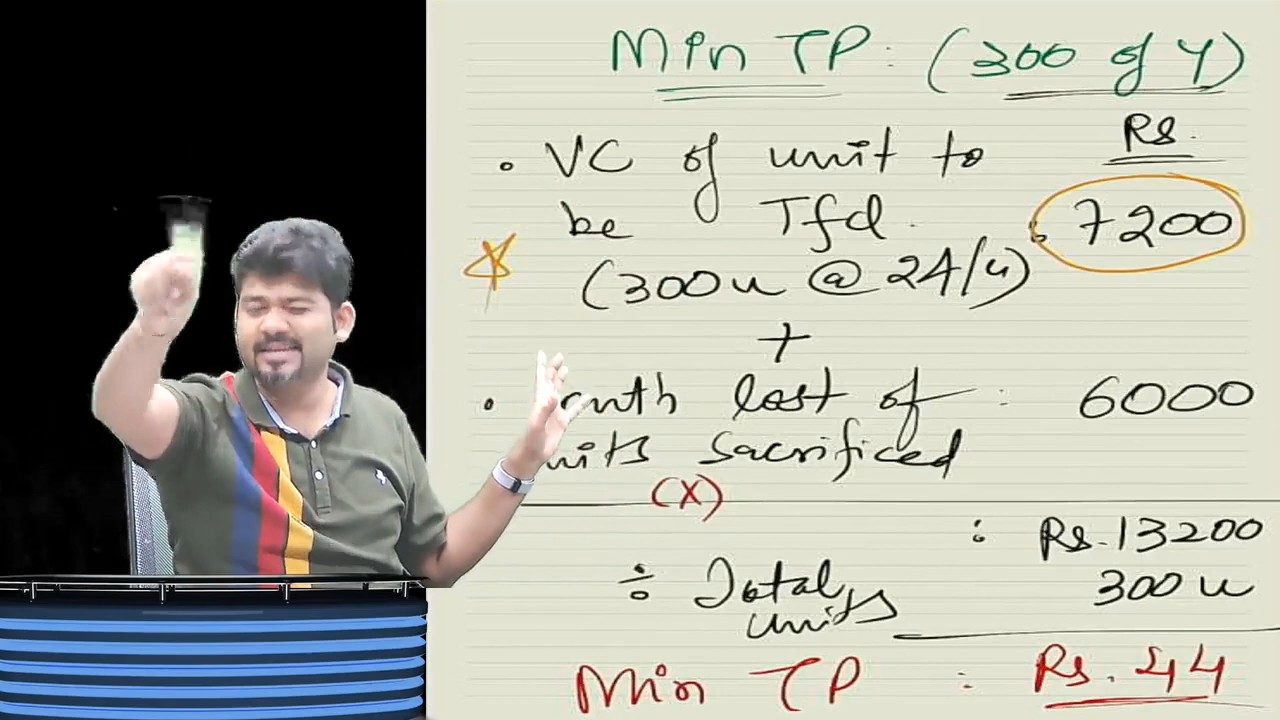 Min TP: (300 of Y)
Rs.
• VC of unit to
be Tfd. : 7200
(300u @ 24/u)
+
• lost of : 6000
sacrificed
(X)
: Rs. 13200
÷ Total units 300 u
Min TP : Rs. 44